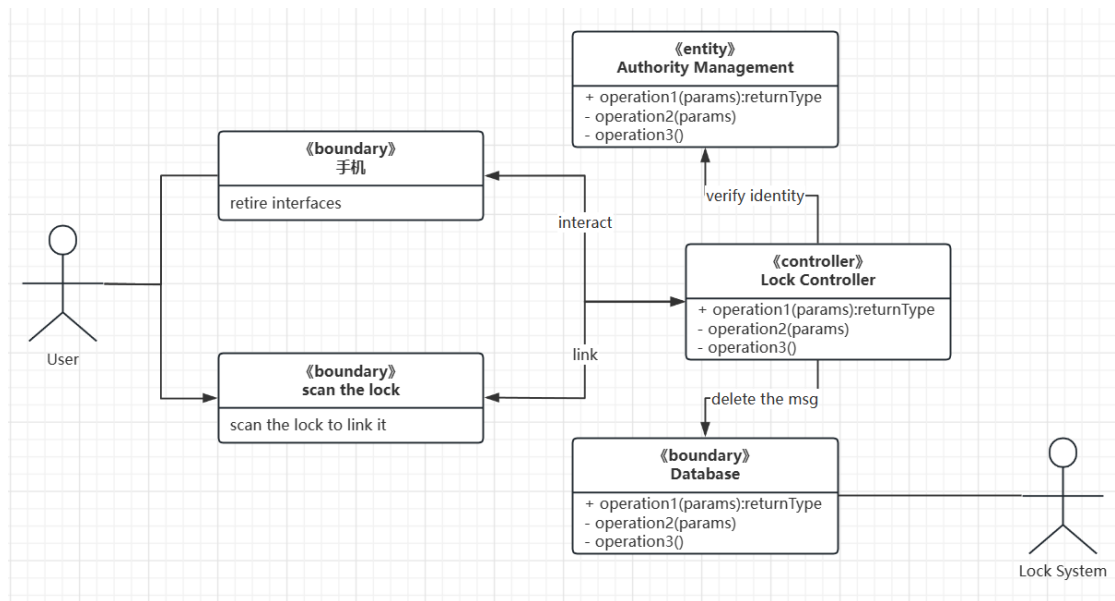 《entity》
Authority Management
+ operation1(params):returnType
- operation2(params)
- operation3()
《boundary》
手机
retire interfaces
verify identity
interact
《controller》
Lock Controller
+ operation1(params):returnType
- operation2(params)
- operation3()
User
link
《boundary》
scan the lock
scan the lock to link it
delete the msg
《boundary》
Database
+ operation1(params):returnType
- operation2(params)
- operation3()
Lock System